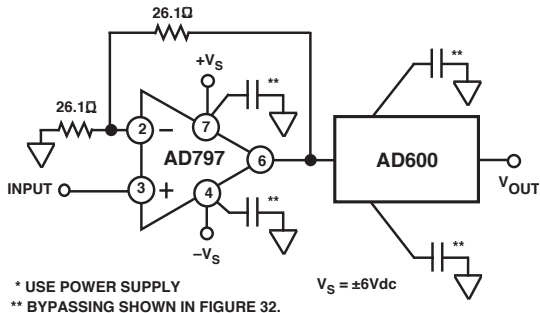 26.1Ω
**
+VS
**
26.1Ω
2
−
7
AD797
6
AD600
INPUT
3
+
4
**
VOUT
−VS
**
* USE POWER SUPPLY
VS = ±6Vdc
** BYPASSING SHOWN IN FIGURE 32.